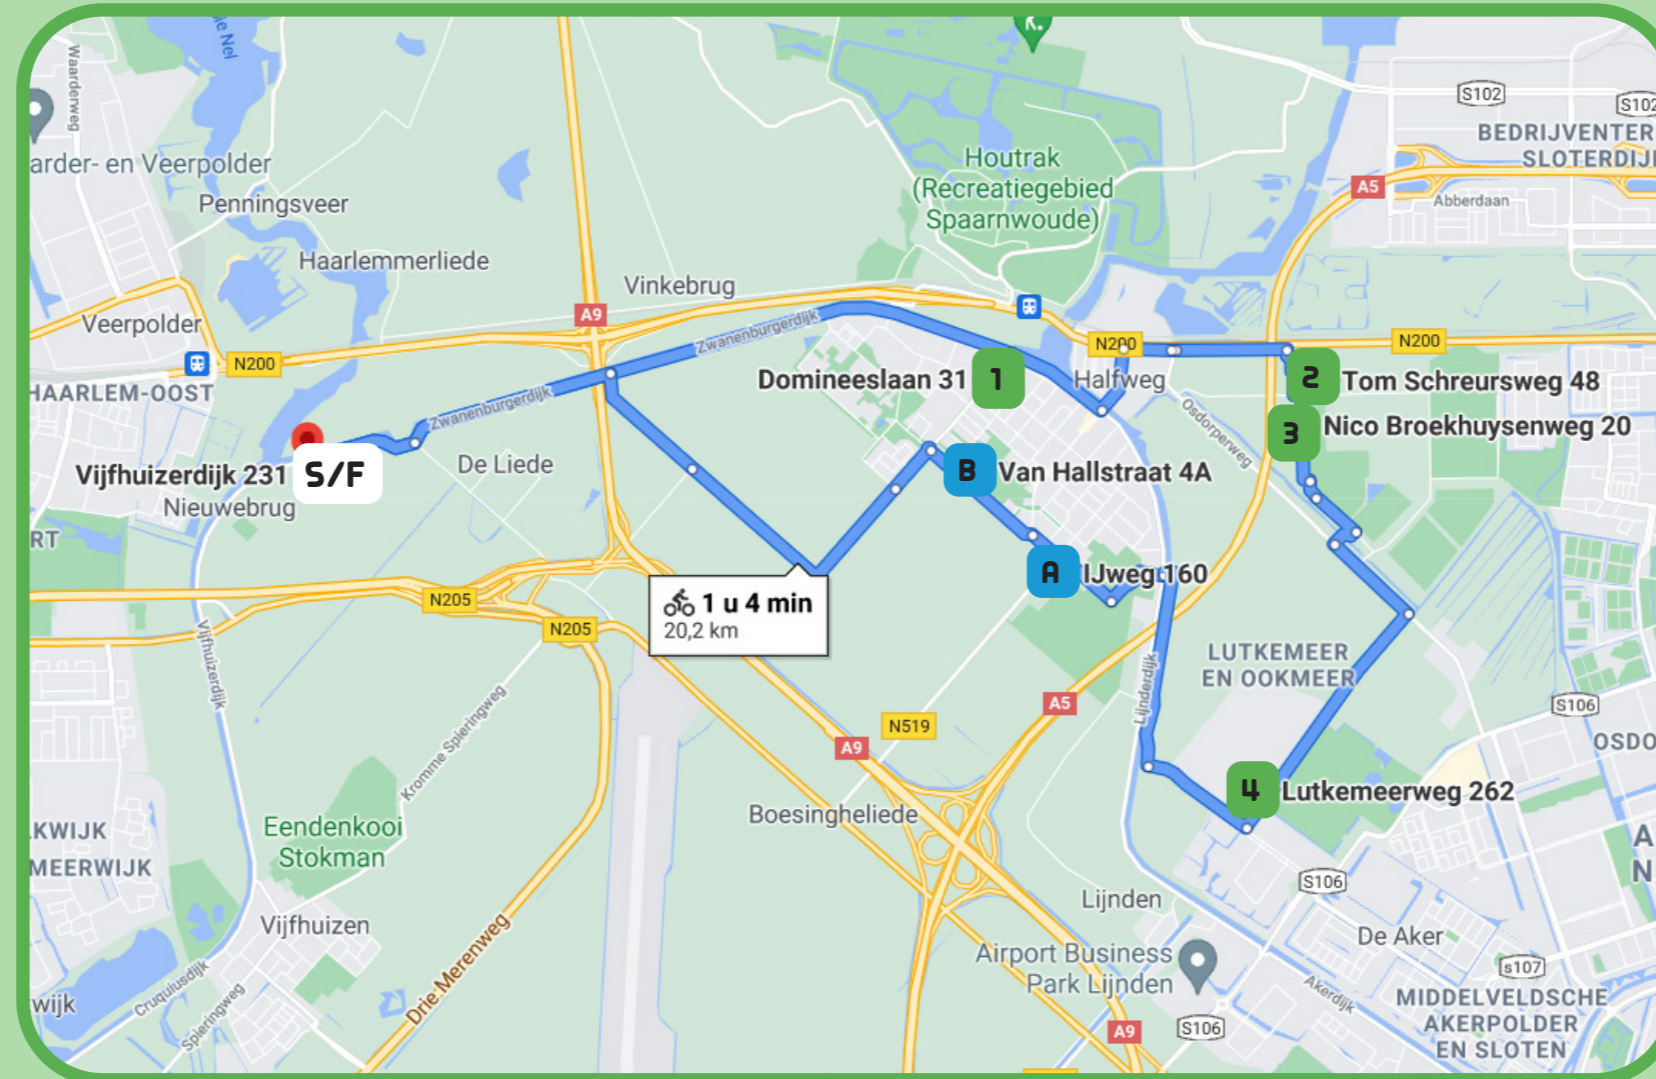 ie Nel
Waarderweg
S102
S102
BEDRIJVENTER
SLOTERDIJ
arder- en Veerpolder
Houtrak
(Recreatiegebied
Spaarnwoude)
A5
Abberdaan
Penningsveer
Haarlemmerliede
Vinkebrug
A9
Veerpolder
Zwanenburgerdijk
N200
N200
N200
HAARLEM-OOST
Domineeslaan 31
1
Halfweg
2
Tom Schreursweg 48
Zwanenburgerdijk
Osdorperweg
3
Nico Broekhuysenweg 20
Vijfhuizerdijk 231
S/F
De Liede
B
Van Hallstraat 4A
Nieuwebrug
RT
A
IJweg 160
N205
1 u 4 min
20,2 km
N205
Vijfhuizerdijk
LUTKEMEER
EN OOKMEER
Lijnderdijk
A5
S106
Kromme Spieringweg
N519
A9
OSDO
4
Lutkemeerweg 262
Boesingheliede
LKWIJK
MEERWIJK
Eendenkooi
Stokman
A
N
S106
Lijnden
Vijfhuizen
De Aker
Drie Merenweg
Airport Business
Park Lijnden
s107
Cruquiusdijk
Spieringweg
wijk
Akerdijk
MIDDELVELDSCHE
AKERPOLDER
EN SLOTEN
A9
S106